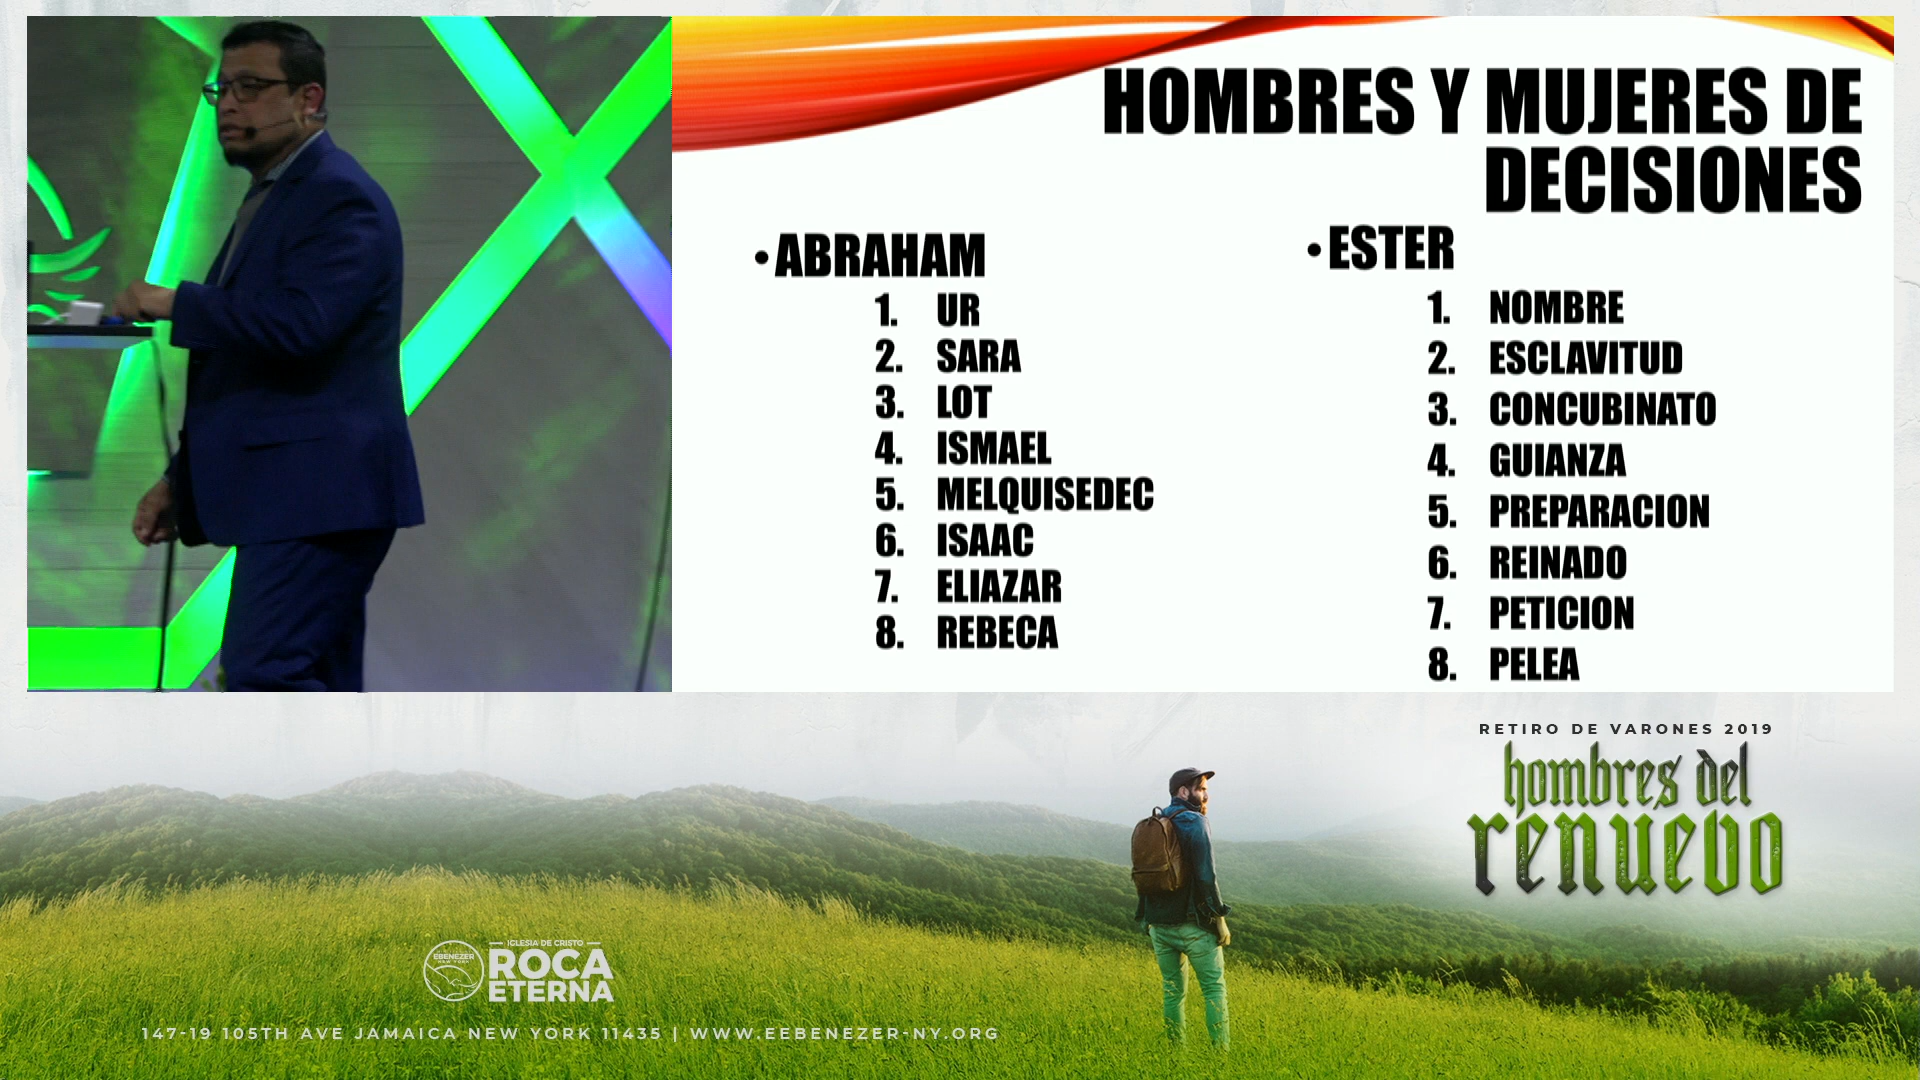 HOMBRES Y MUJERES DE
DECISIONES
•ABRAHAM
1. UR
2. SARA
3. LOT
4. ISMAEL
5. MELQUISEDEC
6. ISAAC
7. ELIAZAR
8. REBECA
•ESTER
1. NOMBRE
2. ESCLAVITUD
3. CONCUBINATO
4. GUIANZA
5. PREPARACION
6. REINADO
7. PETICION
8. PELEA
RETIRO DE VARONES 2019
hombres del
renuevo
IGLESIA DE CRISTO
EBENEZER
NEW YORK
ROCA
ETERNA
147-19 105TH AVE JAMAICA NEW YORK 11435 | WWW.EEBENEZER-NY.ORG